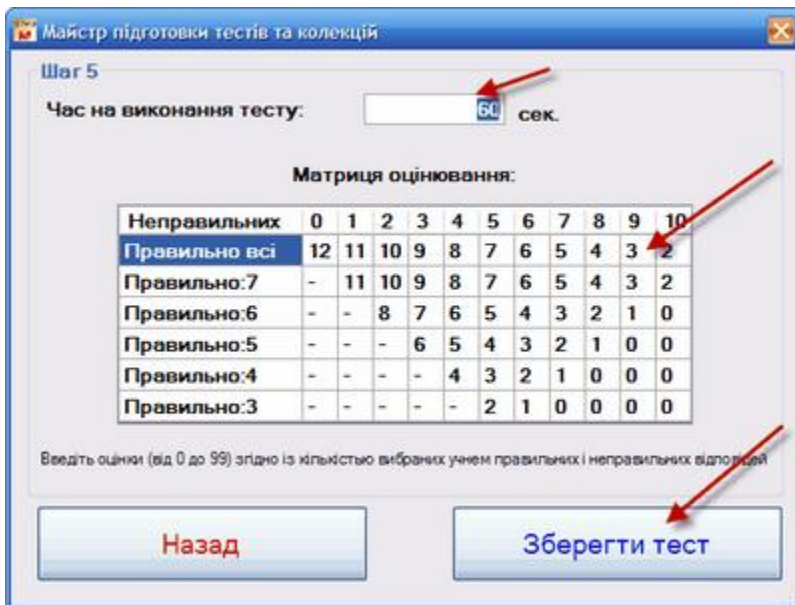 Майстр підготовки тестів та колекцій
Шаг 5
Час на виконання тесту: 60 сек.
Матриця оцінювання:
Неправильних 0 1 2 3 4 5 6 7 8 9 10
Правильно всі 12 11 10 9 8 7 6 5 4 3 2
Правильно:7 - 11 10 9 8 7 6 5 4 3 2
Правильно:6 - - 8 7 6 5 4 3 2 1 0
Правильно:5 - - - 6 5 4 3 2 1 0 0
Правильно:4 - - - - 4 3 2 1 0 0 0
Правильно:3 - - - - - 2 1 0 0 0 0
Введіть оцінки (від 0 до 99) згідно із кількістью вибраних учнем правильних і неправильних відповідей
Назад Зберегти тест